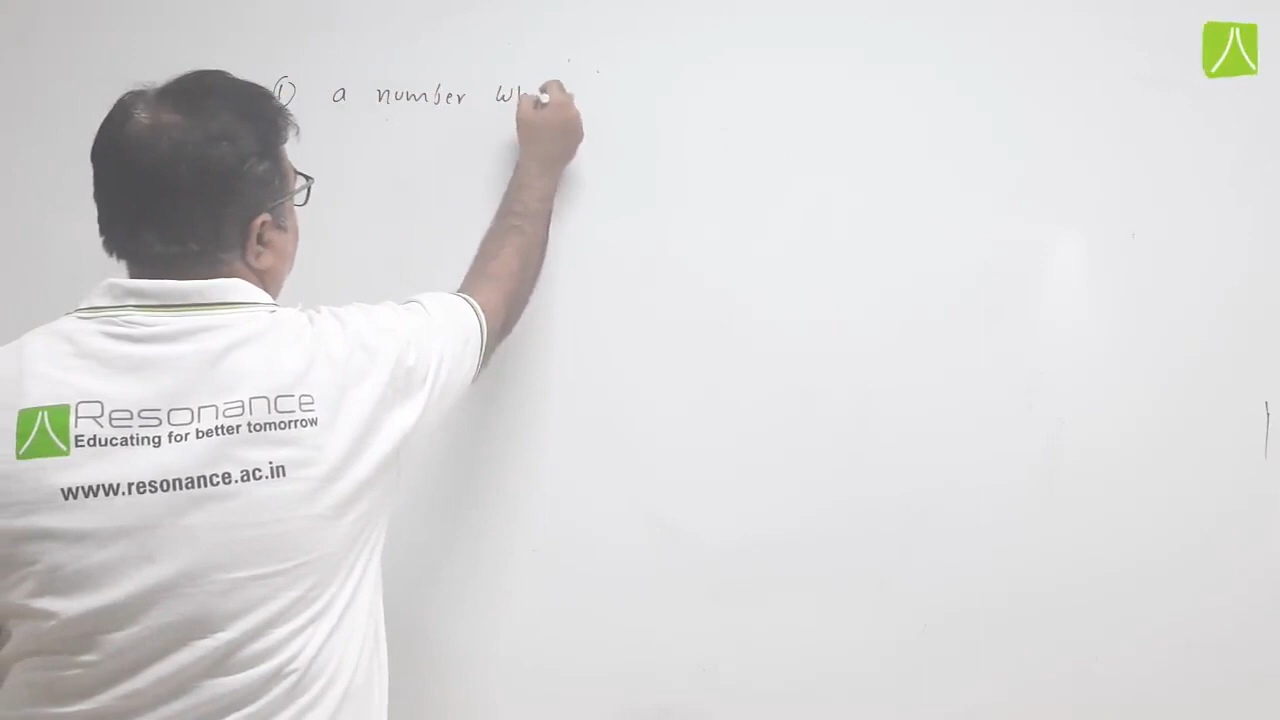 ① a number wh
Resonance
Educating for better tomorrow
www.resonance.ac.in